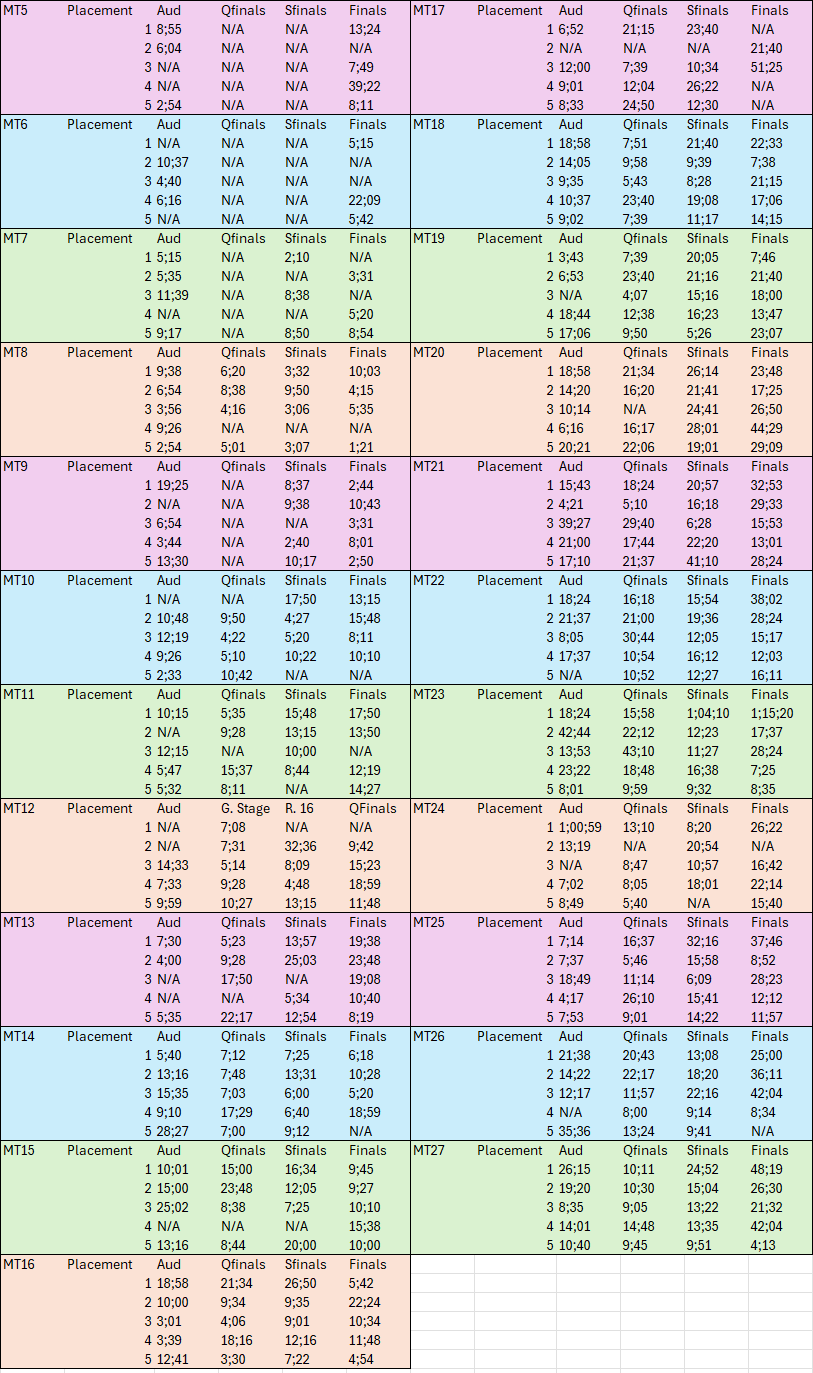 MT5 Placement Aud Qfinals Sfinals Finals
1 8;55 N/A N/A 13;24
2 6;04 N/A N/A N/A
3 N/A N/A N/A 7;49
4 N/A N/A N/A 39;22
5 2;54 N/A N/A 8;11
MT6 Placement Aud Qfinals Sfinals Finals
1 N/A N/A N/A 5;15
2 10;37 N/A N/A N/A
3 4;40 N/A N/A N/A
4 6;16 N/A N/A 22;09
5 N/A N/A N/A 5;42
MT7 Placement Aud Qfinals Sfinals Finals
1 5;15 N/A 2;10 N/A
2 5;35 N/A N/A 3;31
3 11;39 N/A 8;38 N/A
4 N/A N/A N/A 5;20
5 9;17 N/A 8;50 8;54
MT8 Placement Aud Qfinals Sfinals Finals
1 9;38 6;20 3;32 10;03
2 6;54 8;38 9;50 4;15
3 3;56 4;16 3;06 5;35
4 9;26 N/A N/A N/A
5 2;54 5;01 3;07 1;21
MT9 Placement Aud Qfinals Sfinals Finals
1 19;25 N/A 8;37 2;44
2 N/A N/A 9;38 10;43
3 6;54 N/A N/A 3;31
4 3;44 N/A 2;40 8;01
5 13;30 N/A 10;17 2;50
MT10 Placement Aud Qfinals Sfinals Finals
1 N/A N/A 17;50 13;15
2 10;48 9;50 4;27 15;48
3 12;19 4;22 5;20 8;11
4 9;26 5;10 10;22 10;10
5 2;33 10;42 N/A N/A
MT11 Placement Aud Qfinals Sfinals Finals
1 10;15 5;35 15;48 17;50
2 N/A 9;28 13;15 13;50
3 12;15 N/A 10;00 N/A
4 5;47 15;37 8;44 12;19
5 5;32 8;11 N/A 14;27
MT12 Placement Aud G. Stage R. 16 QFinals
1 N/A 7;08 N/A N/A
2 N/A 7;31 32;36 9;42
3 14;33 5;14 8;09 15;23
4 7;33 9;28 4;48 18;59
5 9;59 10;27 13;15 11;48
MT13 Placement Aud Qfinals Sfinals Finals
1 7;30 5;23 13;57 19;38
2 4;00 9;28 25;03 23;48
3 N/A 17;50 N/A 19;08
4 N/A N/A 5;34 10;40
5 5;35 22;17 12;54 8;19
MT14 Placement Aud Qfinals Sfinals Finals
1 5;40 7;12 7;25 6;18
2 13;16 7;48 13;31 10;28
3 15;35 7;03 6;00 5;20
4 9;10 17;29 6;40 18;59
5 28;27 7;00 9;12 N/A
MT15 Placement Aud Qfinals Sfinals Finals
1 10;01 15;00 16;34 9;45
2 15;00 23;48 12;05 9;27
3 25;02 8;38 7;25 10;10
4 N/A N/A N/A 15;38
5 13;16 8;44 20;00 10;00
MT16 Placement Aud Qfinals Sfinals Finals
1 18;58 21;34 26;50 5;42
2 10;00 9;34 9;35 22;24
3 3;01 4;06 9;01 10;34
4 3;39 18;16 12;16 11;48
5 12;41 3;30 7;22 4;54
MT17 Placement Aud Qfinals Sfinals Finals
1 6;52 21;15 23;40 N/A
2 N/A N/A N/A 21;40
3 12;00 7;39 10;34 51;25
4 9;01 12;04 26;22 N/A
5 8;33 24;50 12;30 N/A
MT18 Placement Aud Qfinals Sfinals Finals
1 18;58 7;51 21;40 22;33
2 14;05 9;58 9;39 7;38
3 9;35 5;43 8;28 21;15
4 10;37 23;40 19;08 17;06
5 9;02 7;39 11;17 14;15
MT19 Placement Aud Qfinals Sfinals Finals
1 3;43 7;39 20;05 7;46
2 6;53 23;40 21;16 21;40
3 N/A 4;07 15;16 18;00
4 18;44 12;38 16;23 13;47
5 17;06 9;50 5;26 23;07
MT20 Placement Aud Qfinals Sfinals Finals
1 18;58 21;34 26;14 23;48
2 14;20 16;20 21;41 17;25
3 10;14 N/A 24;41 26;50
4 6;16 16;17 28;01 44;29
5 20;21 22;06 19;01 29;09
MT21 Placement Aud Qfinals Sfinals Finals
1 15;43 18;24 20;57 32;53
2 4;21 5;10 16;18 29;33
3 39;27 29;40 6;28 15;53
4 21;00 17;44 22;20 13;01
5 17;10 21;37 41;10 28;24
MT22 Placement Aud Qfinals Sfinals Finals
1 18;24 16;18 15;54 38;02
2 21;37 21;00 19;36 28;24
3 8;05 30;44 12;05 15;17
4 17;37 10;54 16;12 12;03
5 N/A 10;52 12;27 16;11
MT23 Placement Aud Qfinals Sfinals Finals
1 18;24 15;58 1;04;10 1;15;20
2 42;44 22;12 12;23 17;37
3 13;53 43;10 11;27 28;24
4 23;22 18;48 16;38 7;25
5 8;01 9;59 9;32 8;35
MT24 Placement Aud Qfinals Sfinals Finals
1 1;00;59 13;10 8;20 26;22
2 13;19 N/A 20;54 N/A
3 N/A 8;47 10;57 16;42
4 7;02 8;05 18;01 22;14
5 8;49 5;40 N/A 15;40
MT25 Placement Aud Qfinals Sfinals Finals
1 7;14 16;37 32;16 37;46
2 7;37 5;46 15;58 8;52
3 18;49 11;14 6;09 28;23
4 4;17 26;10 15;41 12;12
5 7;53 9;01 14;22 11;57
MT26 Placement Aud Qfinals Sfinals Finals
1 21;38 20;43 13;08 25;00
2 14;22 22;17 18;20 36;11
3 12;17 11;57 22;16 42;04
4 N/A 8;00 9;14 8;34
5 35;36 13;24 9;41 N/A
MT27 Placement Aud Qfinals Sfinals Finals
1 26;15 10;11 24;52 48;19
2 19;20 10;30 15;04 26;30
3 8;35 9;05 13;22 21;32
4 14;01 14;48 13;35 42;04
5 10;40 9;45 9;51 4;13